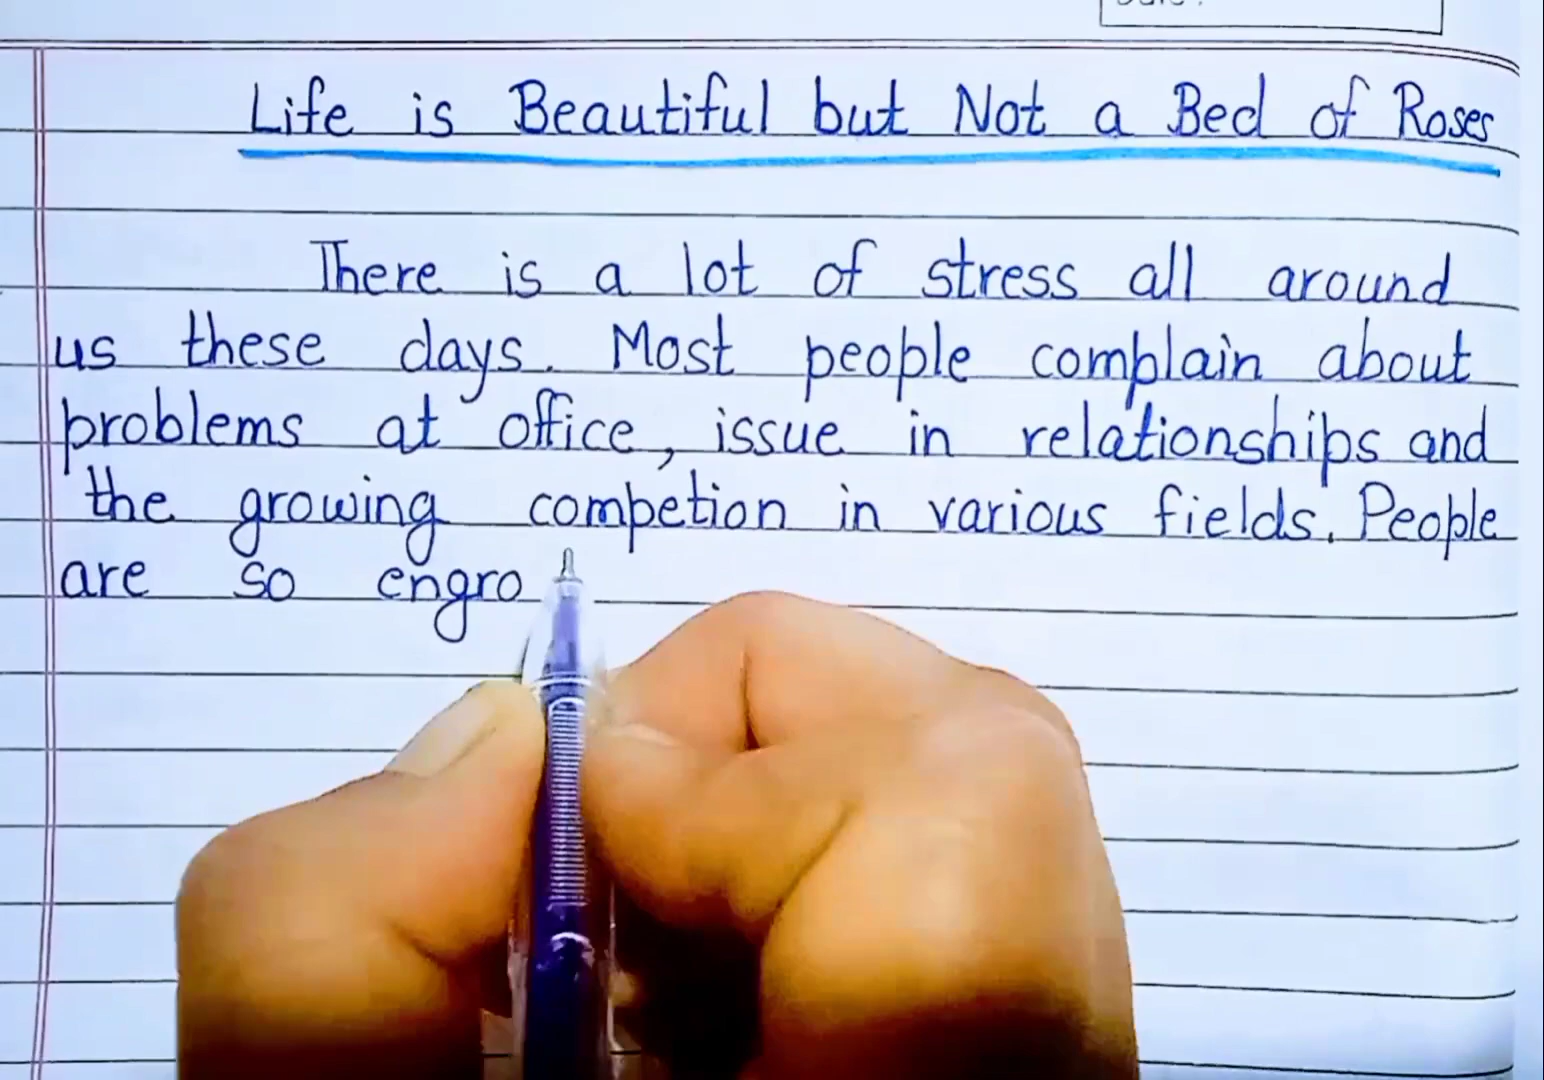 Life is Beautiful but Not a Bed of Roses
There is a lot of stress all around
us these days. Most people complain about
problems at office, issue in relationships and
the growing competion in various fields. People
are so engro